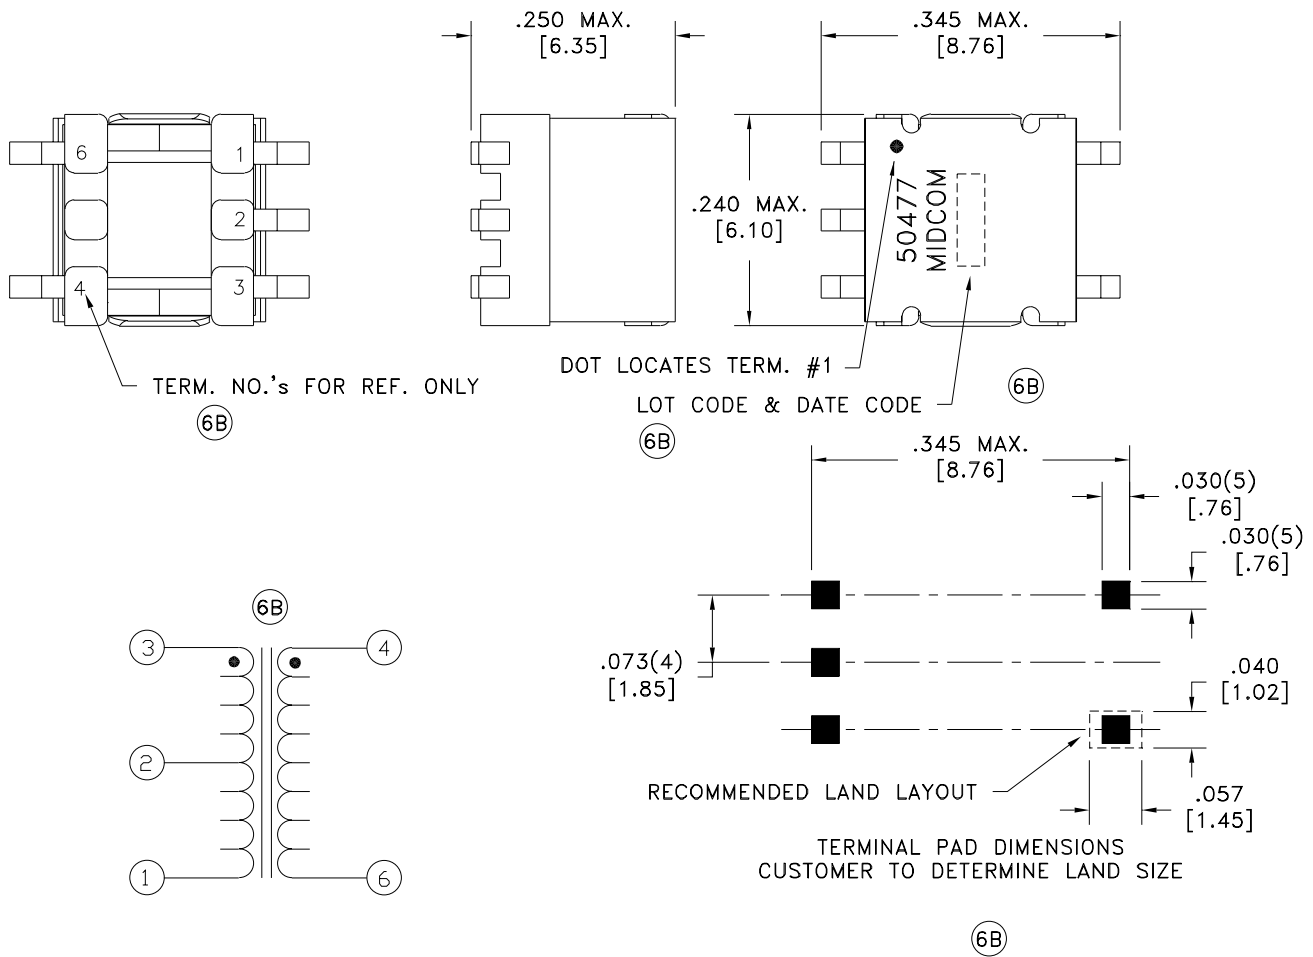 .250 MAX.
[6.35]
.345 MAX.
[8.76]
6
1
2
4
3
.240 MAX.
[6.10]
50477
MIDCOM
TERM. NO.'s FOR REF. ONLY
6B
DOT LOCATES TERM. #1
LOT CODE & DATE CODE
6B
6B
.345 MAX.
[8.76]
.030(5)
[.76]
.030(5)
[.76]
.073(4)
[1.85]
.040
[1.02]
RECOMMENDED LAND LAYOUT
.057
[1.45]
TERMINAL PAD DIMENSIONS
CUSTOMER TO DETERMINE LAND SIZE
6B
6B
3
4
2
1
6